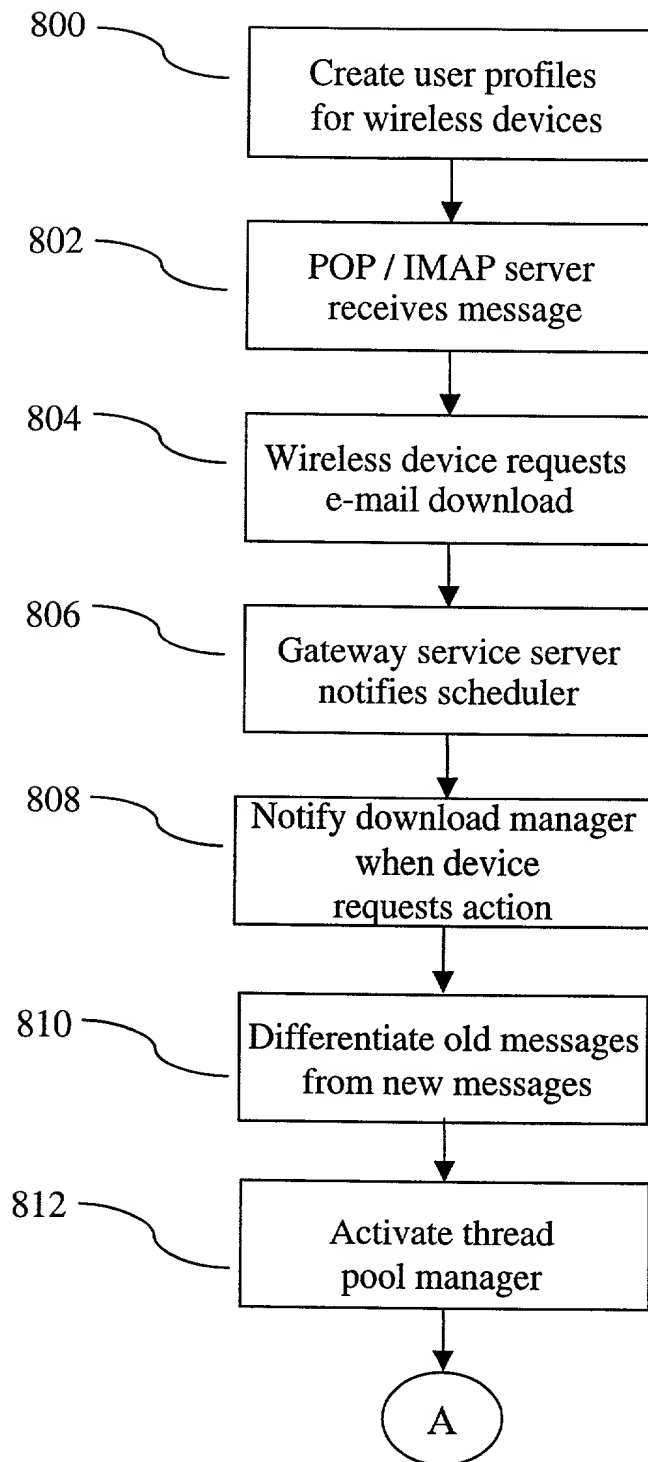 800
Create user profiles
for wireless devices
802
POP / IMAP server
receives message
804
Wireless device requests
e-mail download
806
Gateway service server
notifies scheduler
808
Notify download manager
when device
requests action
810
Differentiate old messages
from new messages
812
Activate thread
pool manager
A